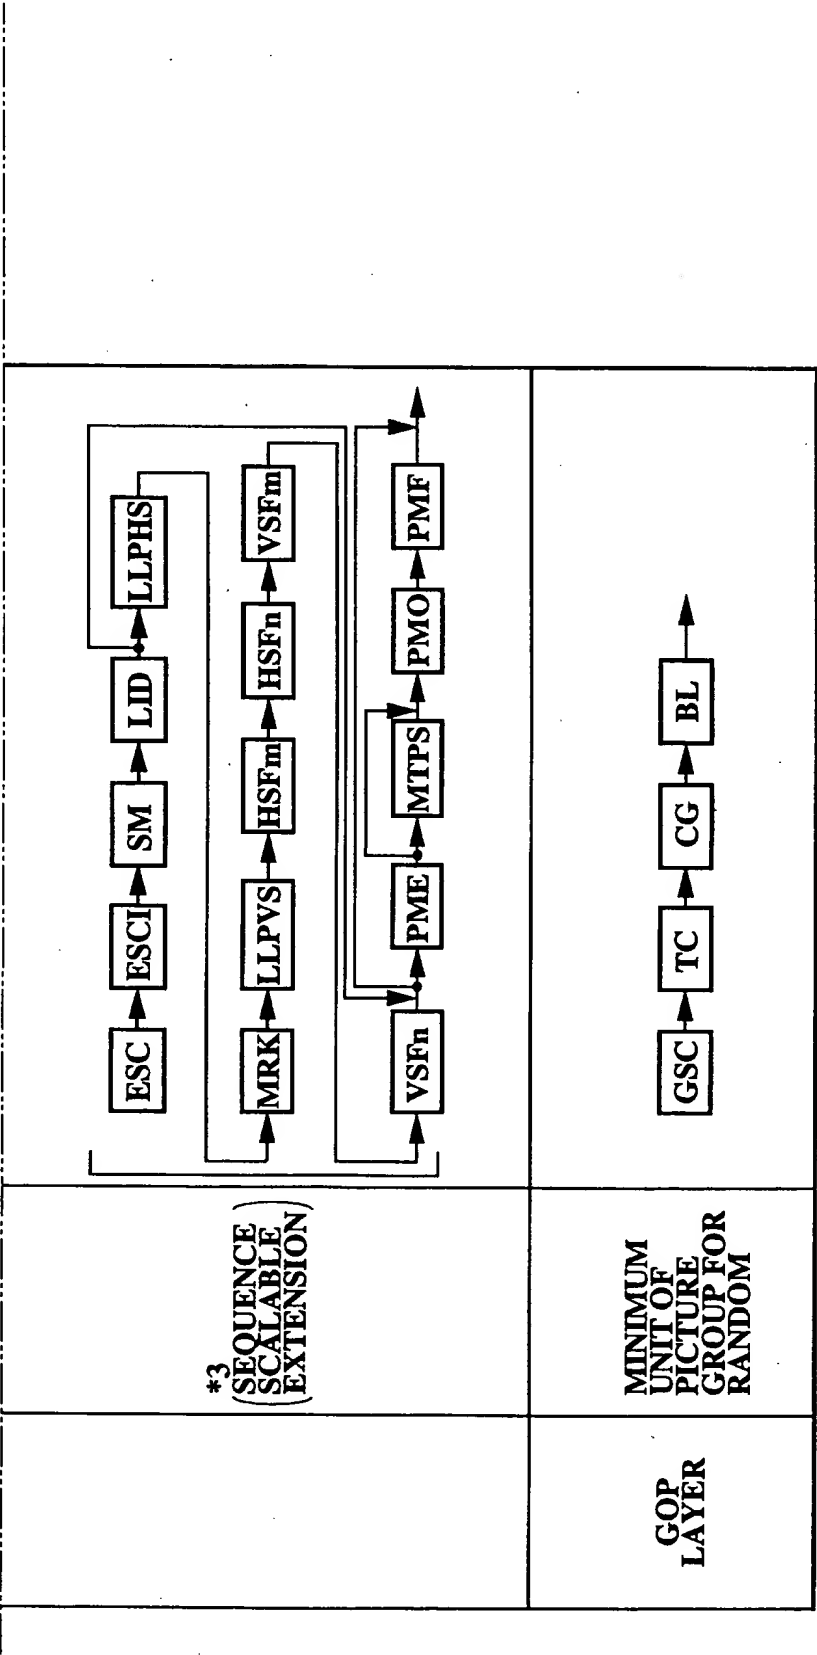 *3
(SEQUENCE
SCALABLE
EXTENSION)
ESC ESCI SM LID LLPHS
MRK LLPVS HSFm HSFn VSFm
VSFn PME MTPS PMO PMF
GOP
LAYER
MINIMUM
UNIT OF
PICTURE
GROUP FOR
RANDOM
GSC TC CG BL